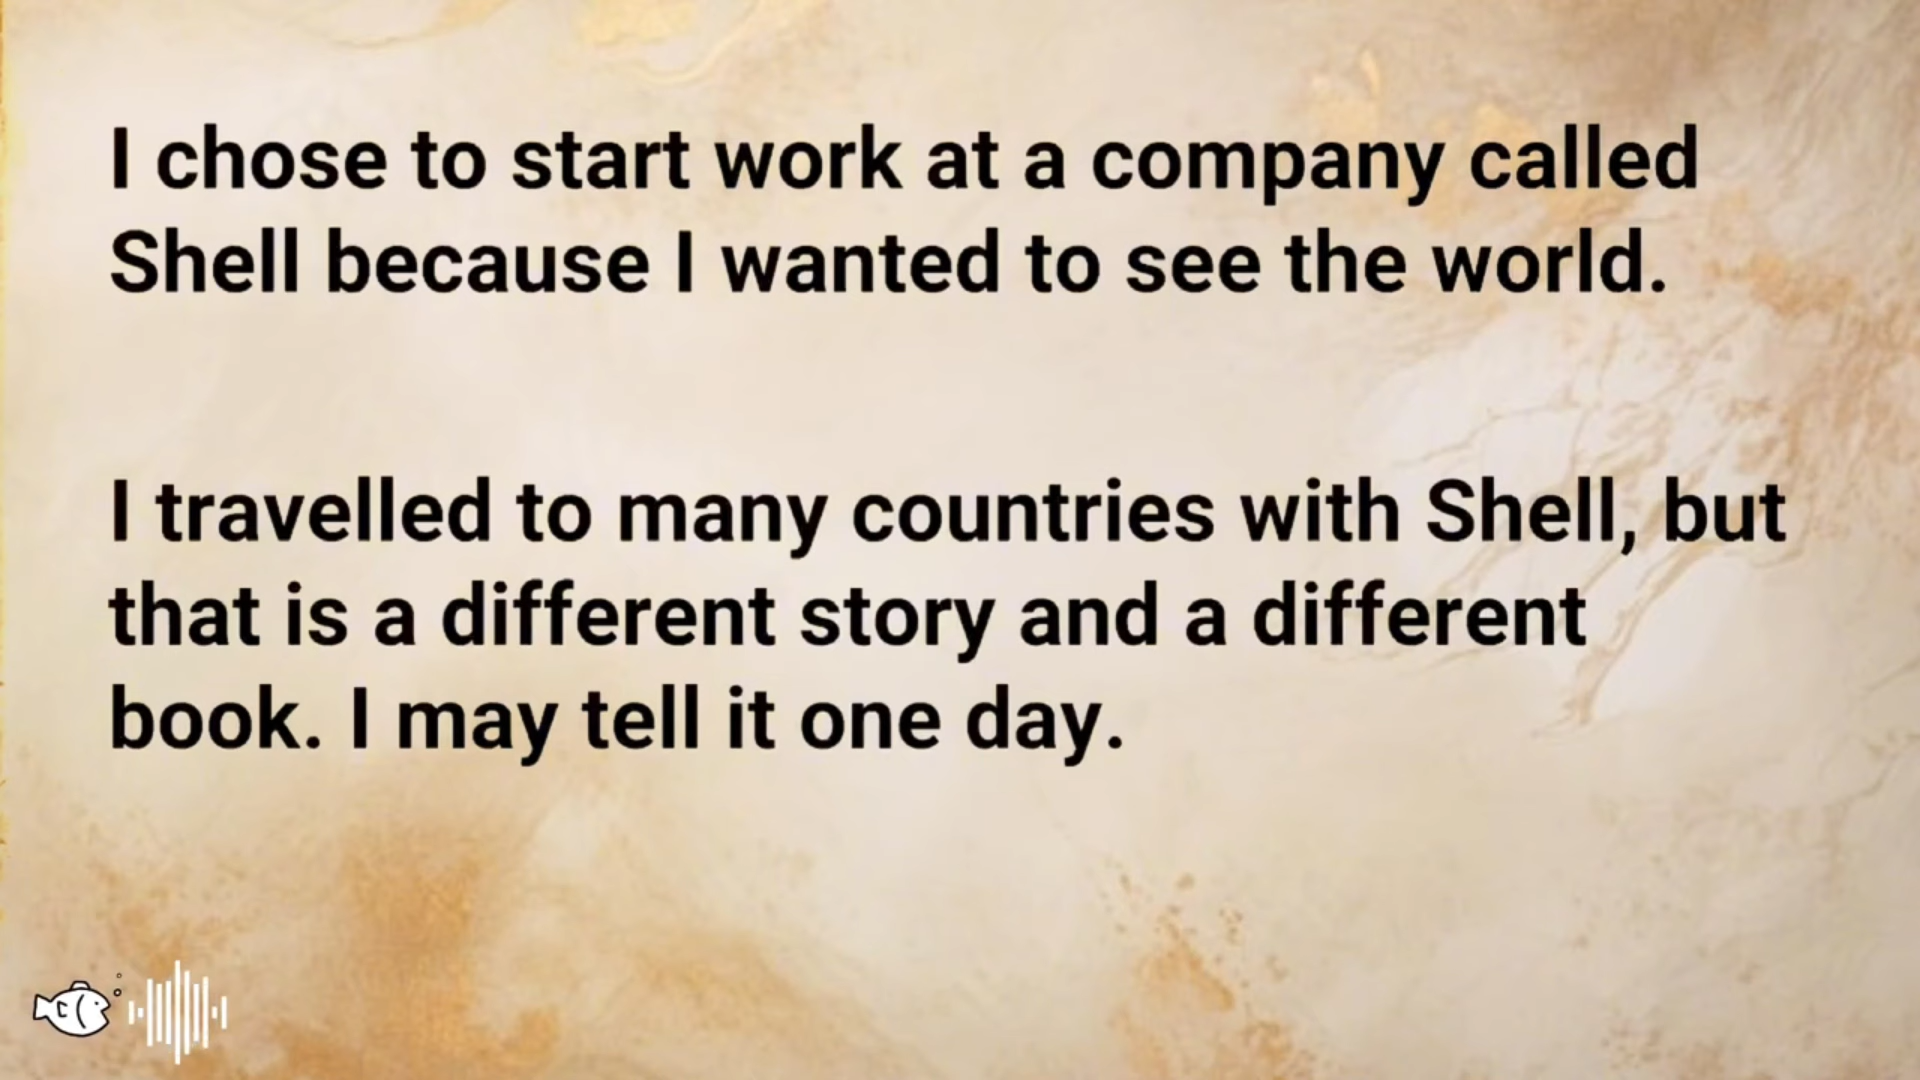 I chose to start work at a company called
Shell because I wanted to see the world.
I travelled to many countries with Shell, but
that is a different story and a different
book. I may tell it one day.